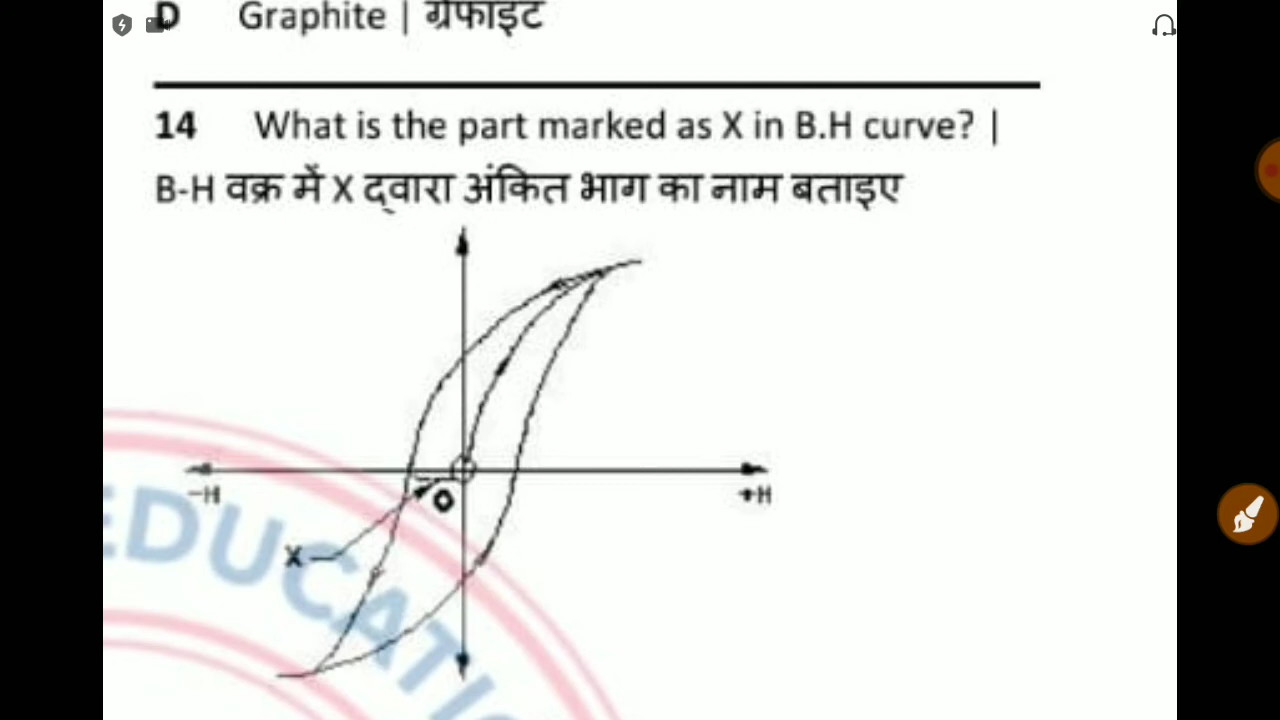 D Graphite | ग्रेफाइट
14 What is the part marked as X in B.H curve? |
B-H वक्र में X द्वारा अंकित भाग का नाम बताइए
-H
O
+H
X
EDUCATI